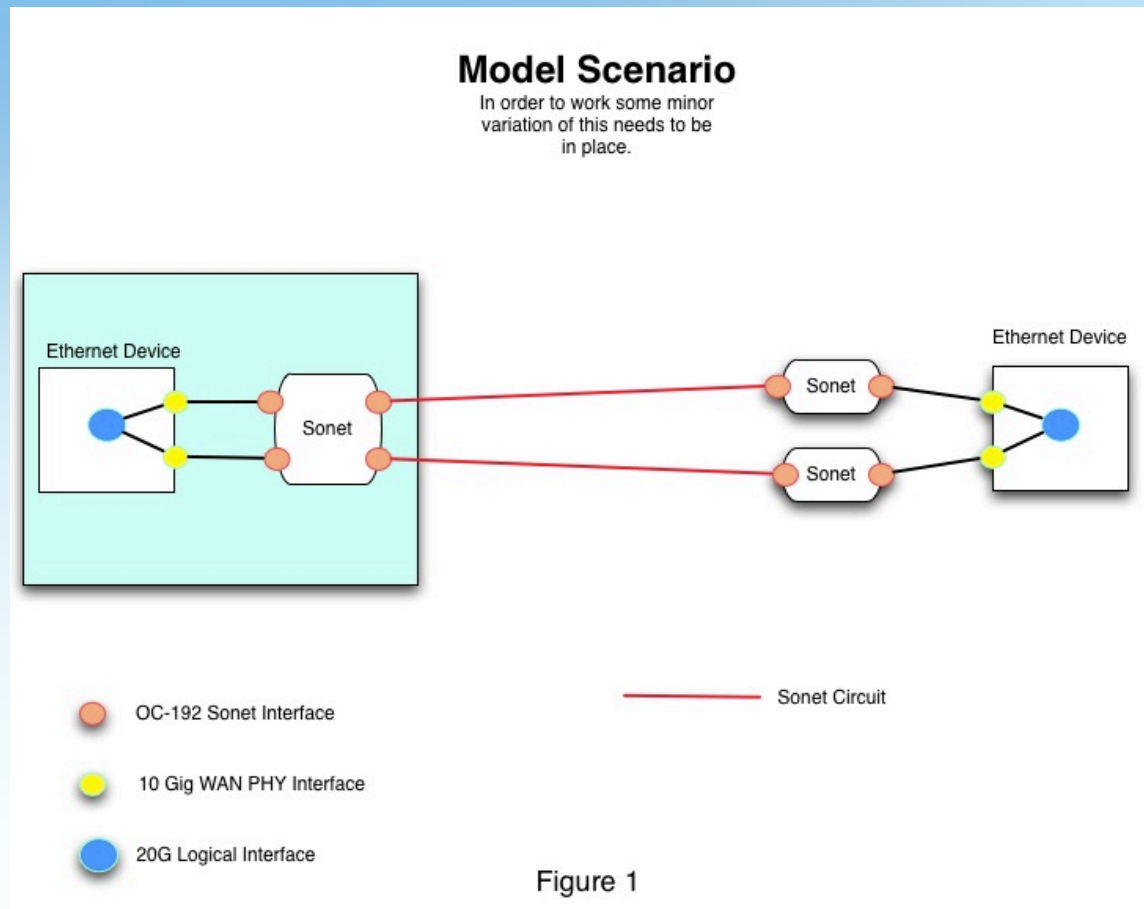 Model Scenario
In order to work some minor
variation of this needs to be
in place.
Ethernet Device
Sonet
Sonet
Sonet
Ethernet Device
OC-192 Sonet Interface
10 Gig WAN PHY Interface
20G Logical Interface
Sonet Circuit
Figure 1